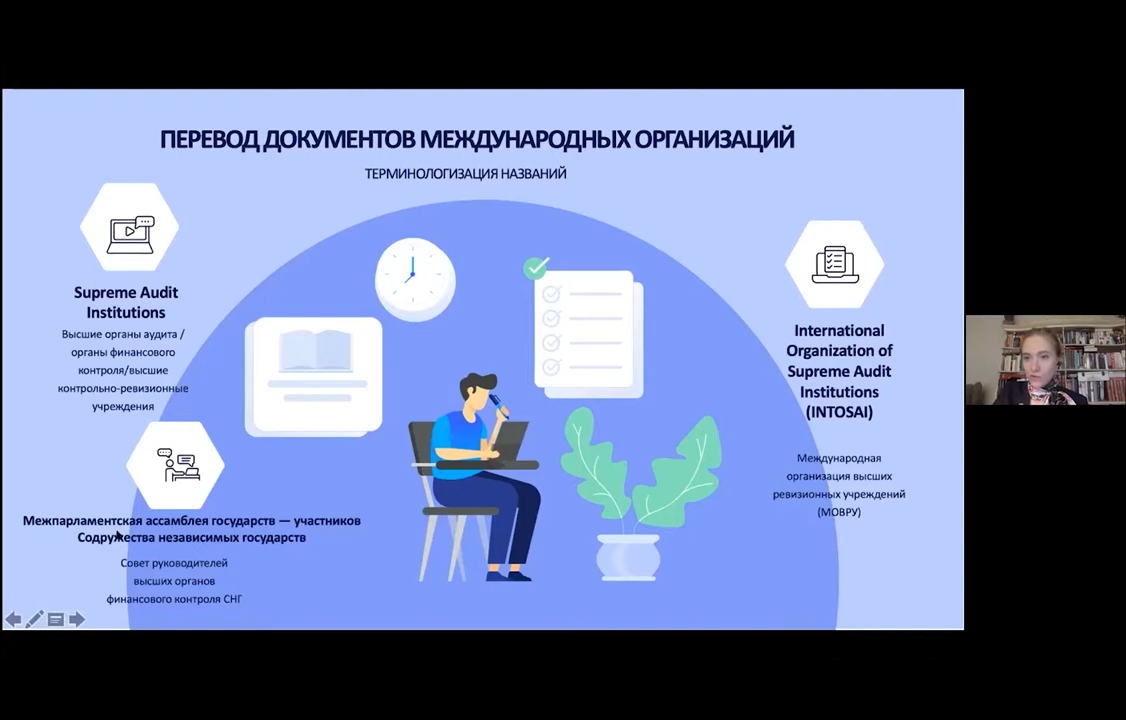 ПЕРЕВОД ДОКУМЕНТОВ МЕЖДУНАРОДНЫХ ОРГАНИЗАЦИЙ
ТЕРМИНОЛОГИЗАЦИЯ НАЗВАНИЙ
Supreme Audit
Institutions
Высшие органы аудита /
органы финансового
контроля/высшие
контрольно-ревизионные
учреждения
Межпарламентская ассамблея государств — участников
Содружества независимых государств
Совет руководителей
высших органов
финансового контроля СНГ
International
Organization of
Supreme Audit
Institutions
(INTOSAI)
Международная
организация высших
ревизионных учреждений
(МОВРУ)